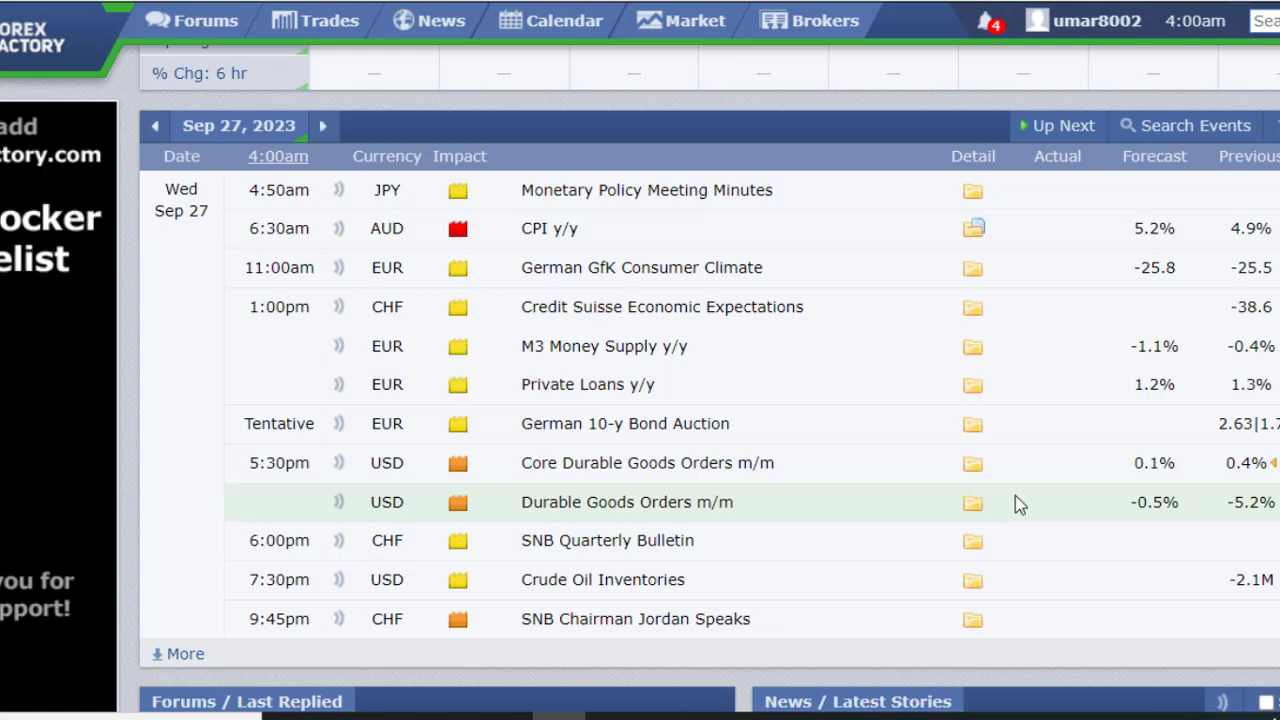 OREX
ACTORY
Forums Trades News Calendar Market Brokers 4 umar8002 4:00am Sea
% Chg: 6 hr — — — — — — —
add
ctory.com
ocker
elist
you for
pport!
Sep 27, 2023 Up Next Search Events
Date 4:00am Currency Impact Detail Actual Forecast Previous
Wed
Sep 27
4:50am JPY Monetary Policy Meeting Minutes
6:30am AUD CPI y/y 5.2% 4.9%
11:00am EUR German GfK Consumer Climate -25.8 -25.5
1:00pm CHF Credit Suisse Economic Expectations -38.6
EUR M3 Money Supply y/y -1.1% -0.4%
EUR Private Loans y/y 1.2% 1.3%
Tentative EUR German 10-y Bond Auction 2.63|1.7
5:30pm USD Core Durable Goods Orders m/m 0.1% 0.4%
USD Durable Goods Orders m/m -0.5% -5.2%
6:00pm CHF SNB Quarterly Bulletin
7:30pm USD Crude Oil Inventories -2.1M
9:45pm CHF SNB Chairman Jordan Speaks
More
Forums / Last Replied News / Latest Stories